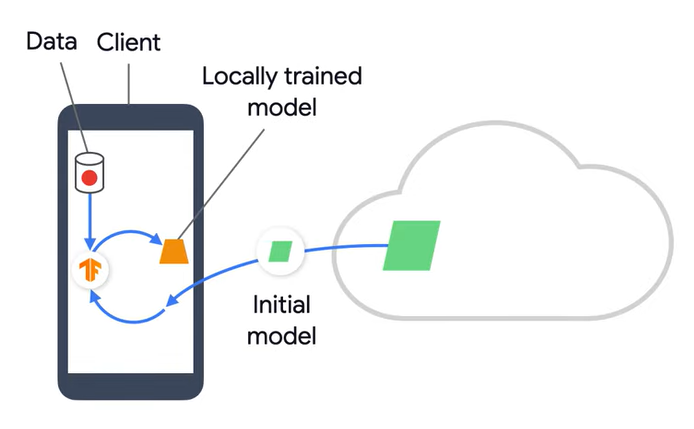 Data
Client
Locally trained
model
Initial
model